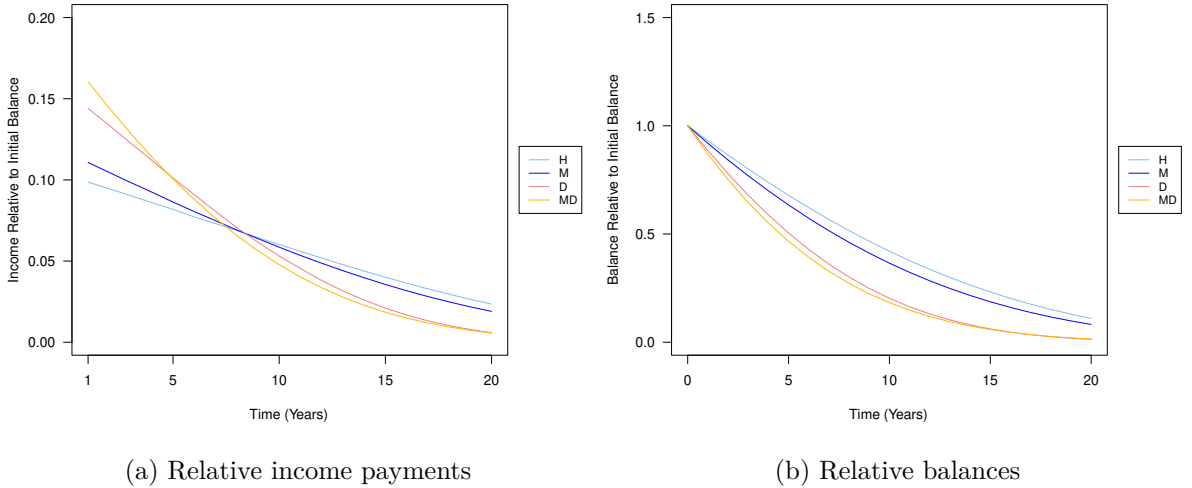 0.20
0.15
0.10
0.05
0.00
Income Relative to Initial Balance
1
5
10
15
20
Time (Years)
H
M
D
MD
(a) Relative income payments
1.5
1.0
0.5
0.0
Balance Relative to Initial Balance
0
5
10
15
20
Time (Years)
H
M
D
MD
(b) Relative balances